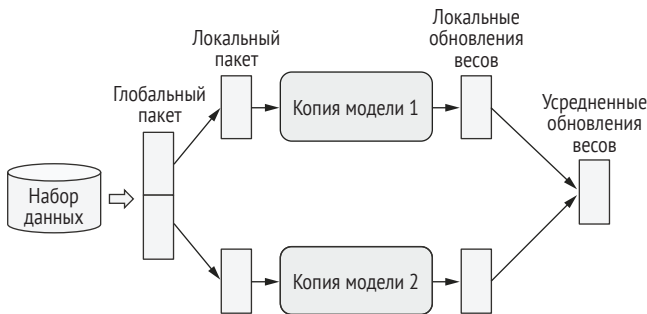 Локальный
пакет
Локальные
обновления
весов
Глобальный
пакет
Копия модели 1
Усредненные
обновления
весов
Набор
данных
Копия модели 2